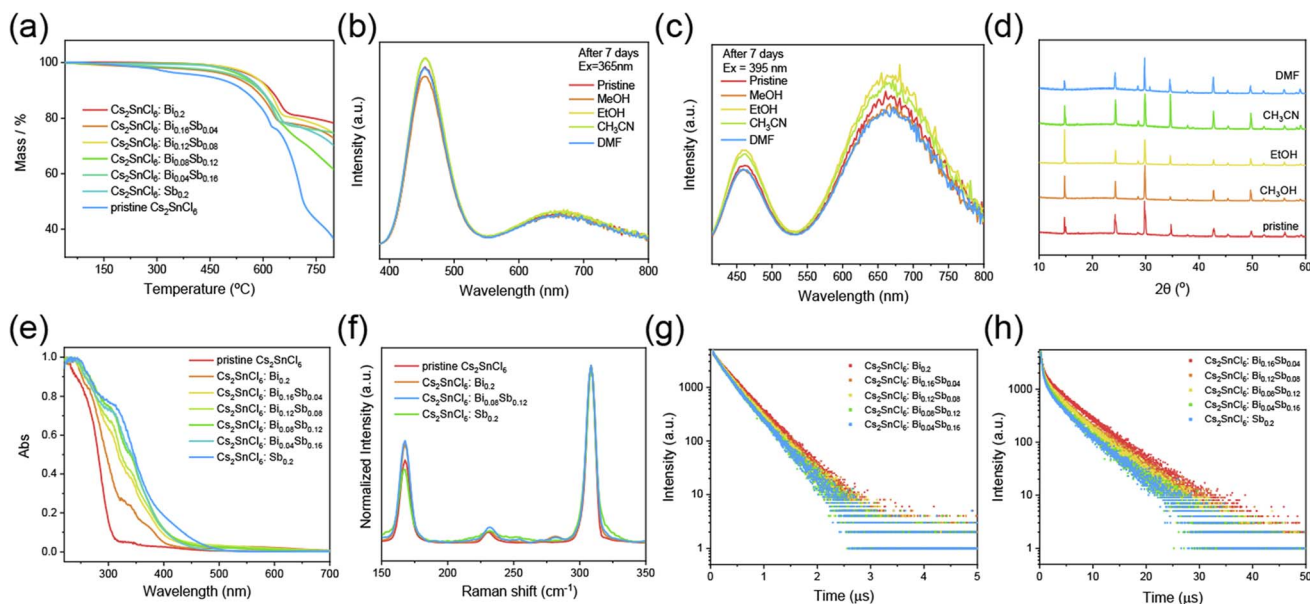 (a)
Mass / %
100
80
60
40
Cs₂SnCl₆: Bi₀.₂
Cs₂SnCl₆: Bi₀.₁₆Sb₀.₀₄
Cs₂SnCl₆: Bi₀.₁₂Sb₀.₀₈
Cs₂SnCl₆: Bi₀.₀₈Sb₀.₁₂
Cs₂SnCl₆: Bi₀.₀₄Sb₀.₁₆
Cs₂SnCl₆: Sb₀.₂
pristine Cs₂SnCl₆
150 300 450 600 750
Temperature (ºC)
(b)
Intensity (a.u.)
After 7 days
Ex=365nm
Pristine
MeOH
EtOH
CH₃CN
DMF
400 500 600 700 800
Wavelength (nm)
(c)
Intensity (a.u.)
After 7 days
Ex = 395 nm
Pristine
MeOH
EtOH
CH₃CN
DMF
450 500 550 600 650 700 750 800
Wavelength (nm)
(d)
DMF
CH₃CN
EtOH
CH₃OH
pristine
10 20 30 40 50 60
2θ (º)
(e)
Abs
1.0
0.8
0.6
0.4
0.2
0.0
pristine Cs₂SnCl₆
Cs₂SnCl₆: Bi₀.₂
Cs₂SnCl₆: Bi₀.₁₆Sb₀.₀₄
Cs₂SnCl₆: Bi₀.₁₂Sb₀.₀₈
Cs₂SnCl₆: Bi₀.₀₈Sb₀.₁₂
Cs₂SnCl₆: Bi₀.₀₄Sb₀.₁₆
Cs₂SnCl₆: Sb₀.₂
300 400 500 600 700
Wavelength (nm)
(f)
Normalized Intensity (a.u.)
pristine Cs₂SnCl₆
Cs₂SnCl₆: Bi₀.₂
Cs₂SnCl₆: Bi₀.₀₈Sb₀.₁₂
Cs₂SnCl₆: Sb₀.₂
150 200 250 300 350
Raman shift (cm⁻¹)
(g)
Intensity (a.u.)
1000
100
10
1
Cs₂SnCl₆: Bi₀.₂
Cs₂SnCl₆: Bi₀.₁₆Sb₀.₀₄
Cs₂SnCl₆: Bi₀.₁₂Sb₀.₀₈
Cs₂SnCl₆: Bi₀.₀₈Sb₀.₁₂
Cs₂SnCl₆: Bi₀.₀₄Sb₀.₁₆
0 1 2 3 4 5
Time (μs)
(h)
Intensity (a.u.)
1000
100
10
1
Cs₂SnCl₆: Bi₀.₁₆Sb₀.₀₄
Cs₂SnCl₆: Bi₀.₁₂Sb₀.₀₈
Cs₂SnCl₆: Bi₀.₀₈Sb₀.₁₂
Cs₂SnCl₆: Bi₀.₀₄Sb₀.₁₆
Cs₂SnCl₆: Sb₀.₂
0 10 20 30 40 50
Time (μs)